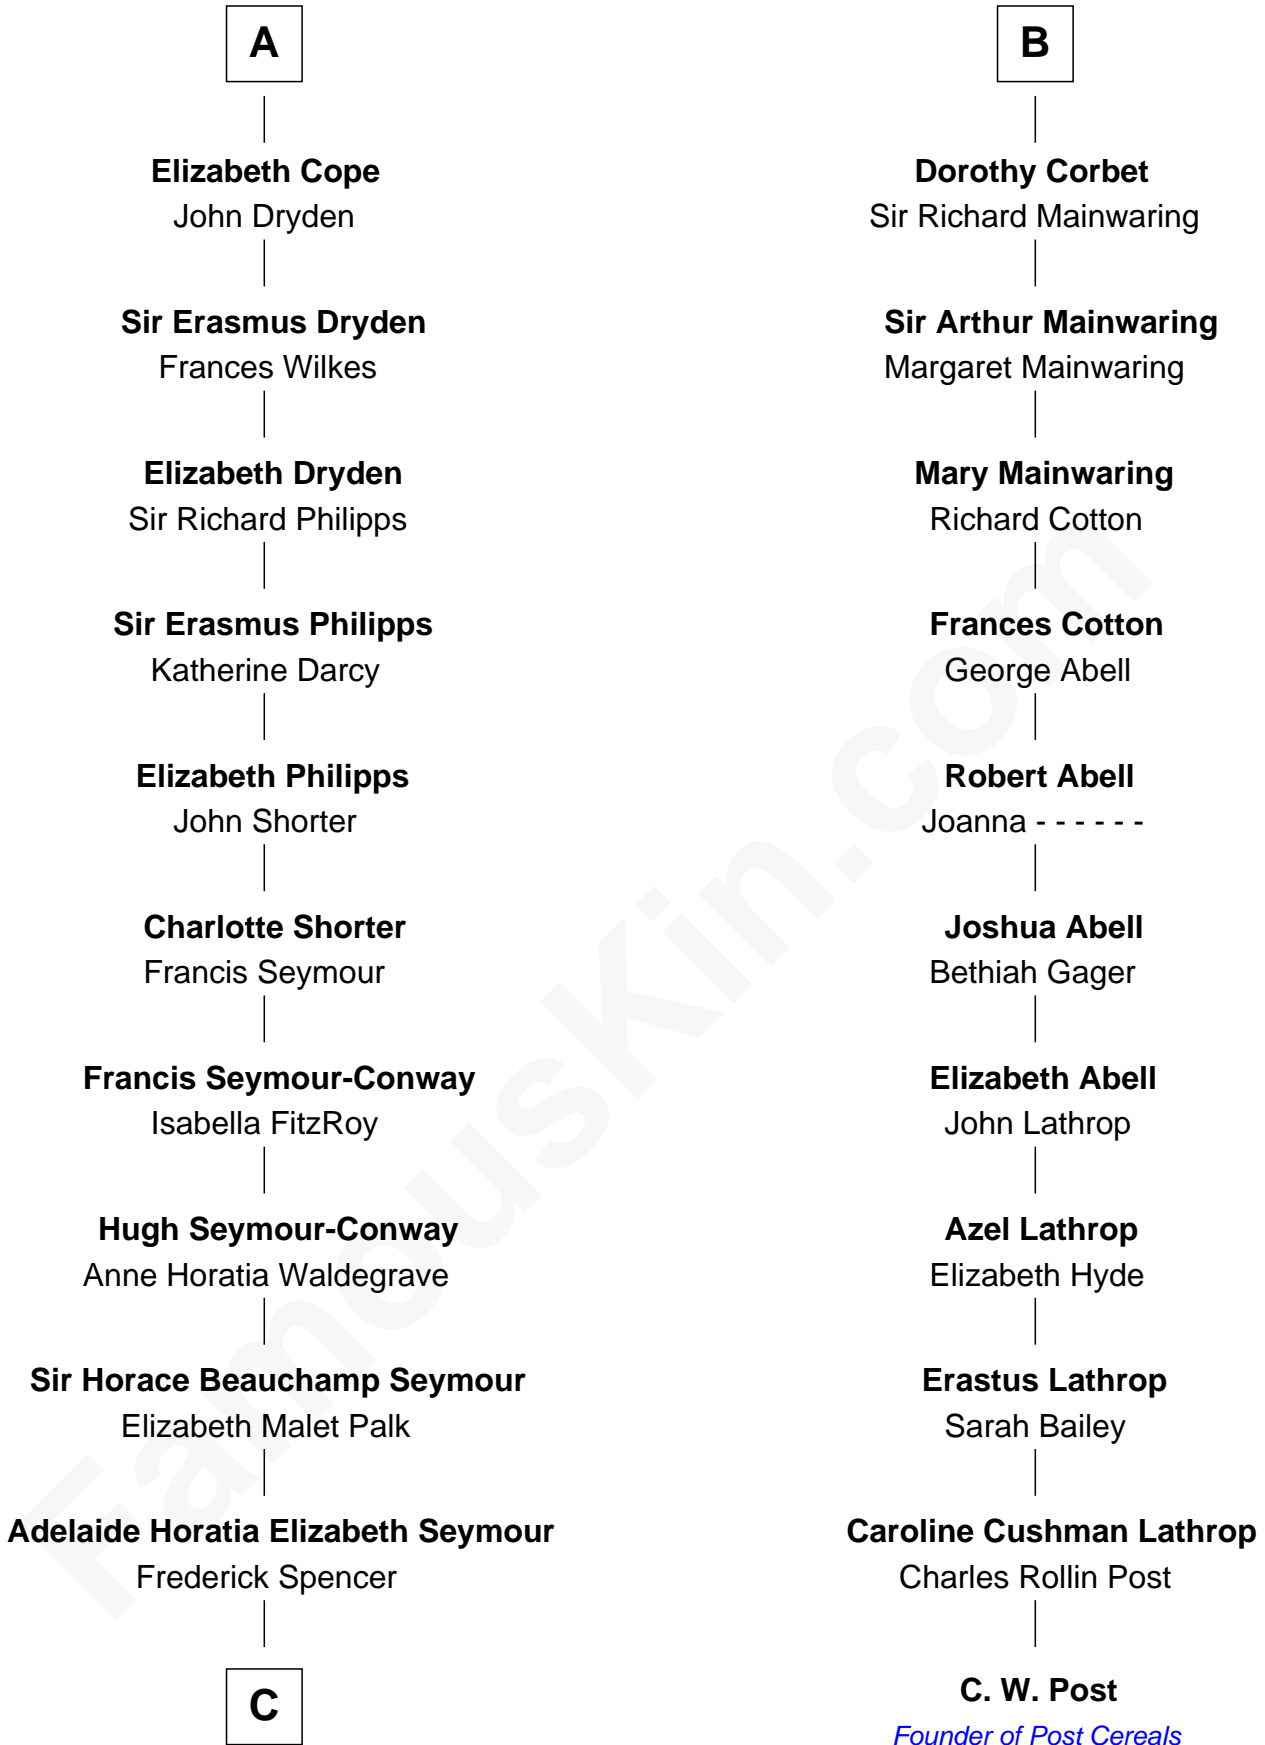 A
Elizabeth Cope
John Dryden
Sir Erasmus Dryden
Frances Wilkes
Elizabeth Dryden
Sir Richard Philipps
Sir Erasmus Philipps
Katherine Darcy
Elizabeth Philipps
John Shorter
Charlotte Shorter
Francis Seymour
Francis Seymour-Conway
Isabella FitzRoy
Hugh Seymour-Conway
Anne Horatia Waldegrave
Sir Horace Beauchamp Seymour
Elizabeth Malet Palk
Adelaide Horatia Elizabeth Seymour
Frederick Spencer
C
B
Dorothy Corbet
Sir Richard Mainwaring
Sir Arthur Mainwaring
Margaret Mainwaring
Mary Mainwaring
Richard Cotton
Frances Cotton
George Abell
Robert Abell
Joanna - - - - - -
Joshua Abell
Bethiah Gager
Elizabeth Abell
John Lathrop
Azel Lathrop
Elizabeth Hyde
Erastus Lathrop
Sarah Bailey
Caroline Cushman Lathrop
Charles Rollin Post
C. W. Post
Founder of Post Cereals
FamousKin.com